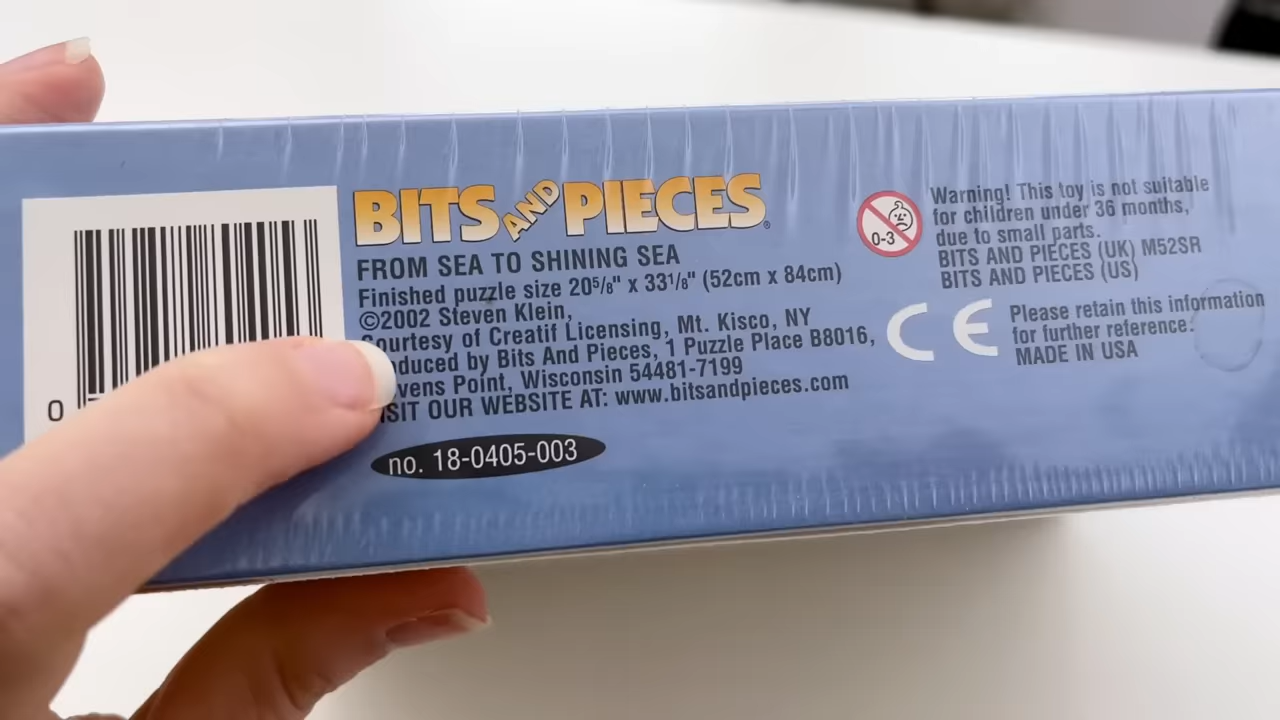 BITS AND PIECES®
FROM SEA TO SHINING SEA
Finished puzzle size 20⁵/₈" x 33¹/₈" (52cm x 84cm)
©2002 Steven Klein,
ourtesy of Creatif Licensing, Mt. Kisco, NY
oduced by Bits And Pieces, 1 Puzzle Place B8016,
vens Point, Wisconsin 54481-7199
ISIT OUR WEBSITE AT: www.bitsandpieces.com
no. 18-0405-003
0
0-3
Warning! This toy is not suitable
for children under 36 months,
due to small parts.
BITS AND PIECES (UK) M52SR
BITS AND PIECES (US)
CE
Please retain this information
for further reference.
MADE IN USA